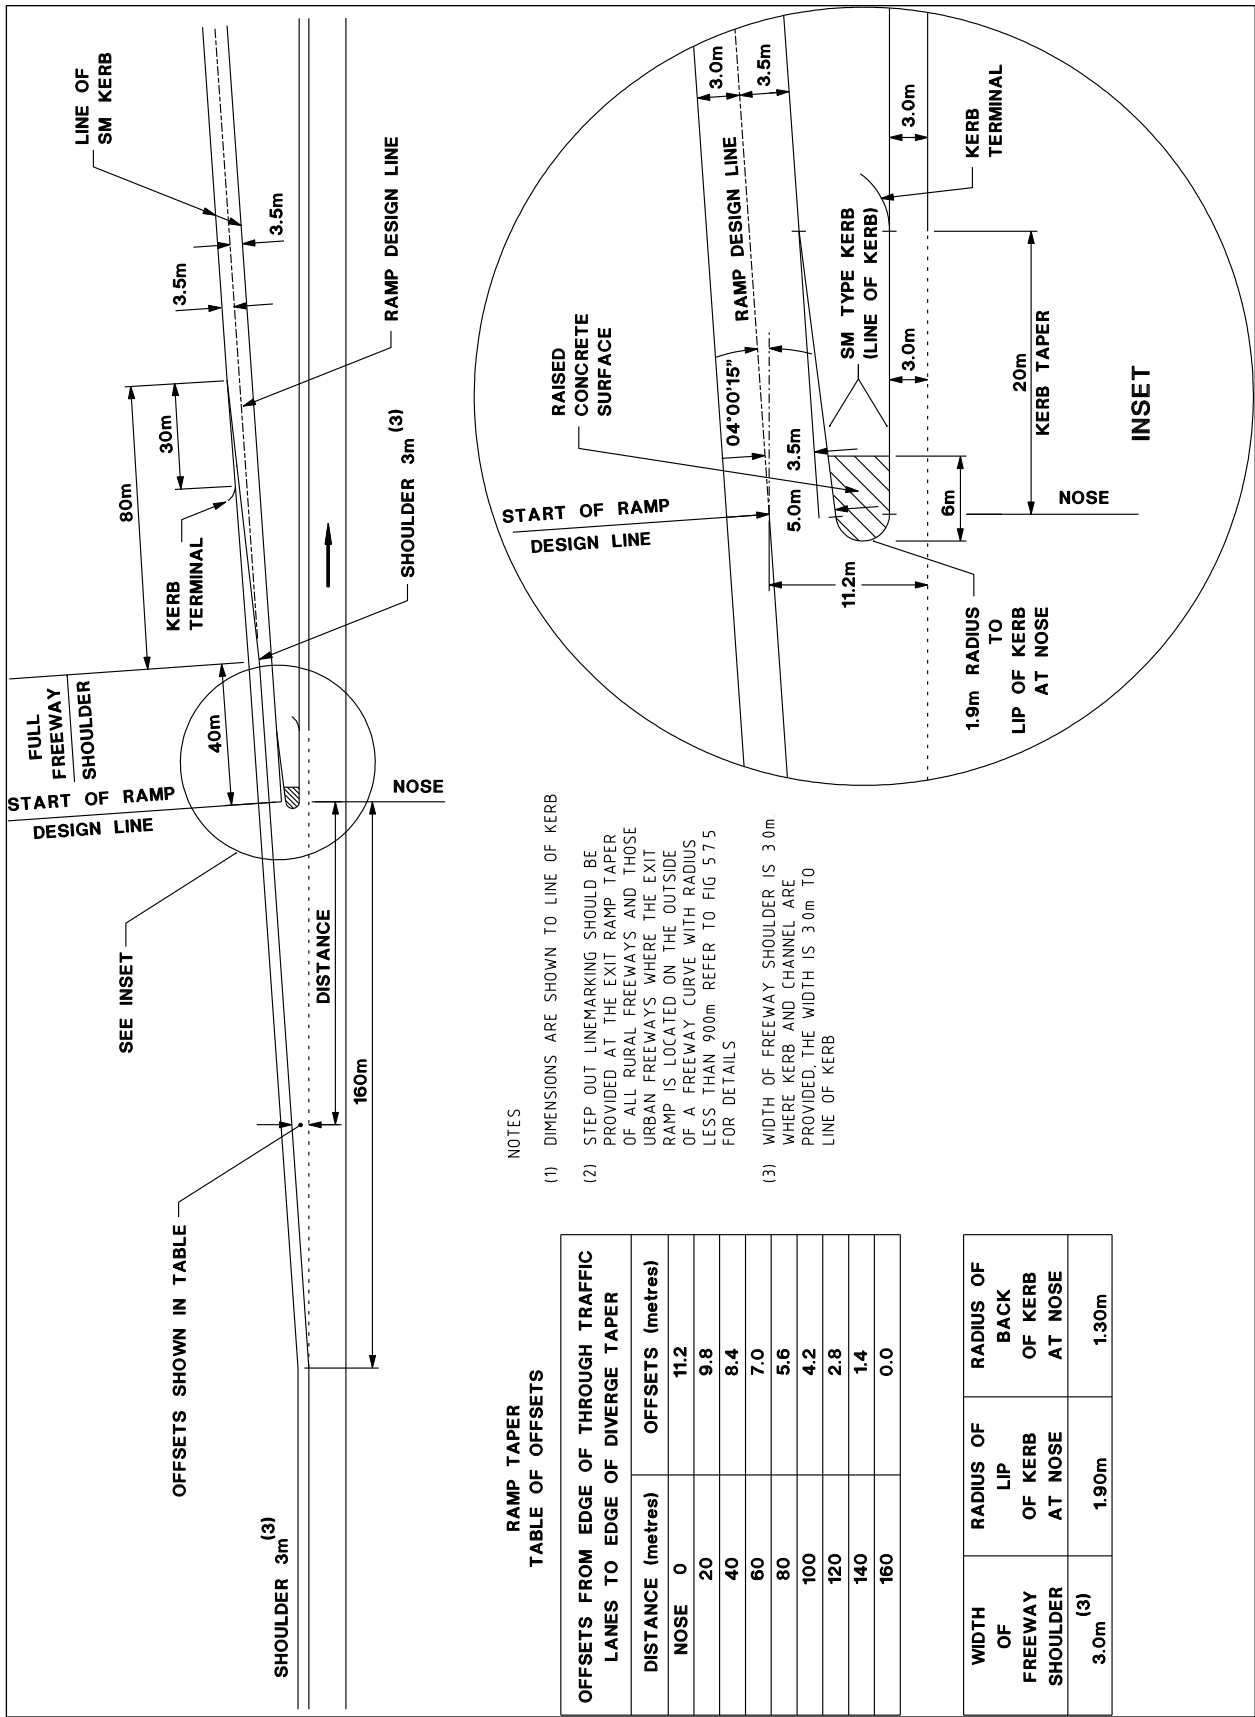 LINE OF
SM KERB
3.5m
3.5m
RAMP DESIGN LINE
30m
80m
KERB
TERMINAL
SHOULDER 3m (3)
FULL
FREEWAY
SHOULDER
40m
START OF RAMP
DESIGN LINE
NOSE
SEE INSET
DISTANCE
160m
OFFSETS SHOWN IN TABLE
SHOULDER 3m (3)
3.0m
3.5m
RAMP DESIGN LINE
3.0m
KERB
TERMINAL
RAISED
CONCRETE
SURFACE
SM TYPE KERB
(LINE OF KERB)
04°00'15"
3.0m
20m
KERB TAPER
INSET
START OF RAMP
DESIGN LINE
5.0m
3.5m
6m
NOSE
11.2m
1.9m RADIUS
TO
LIP OF KERB
AT NOSE
NOTES
(1) DIMENSIONS ARE SHOWN TO LINE OF KERB
(2) STEP OUT LINEMARKING SHOULD BE
PROVIDED AT THE EXIT RAMP TAPER
OF ALL RURAL FREEWAYS AND THOSE
URBAN FREEWAYS WHERE THE EXIT
RAMP IS LOCATED ON THE OUTSIDE
OF A FREEWAY CURVE WITH RADIUS
LESS THAN 900m. REFER TO FIG 5.7.5
FOR DETAILS
(3) WIDTH OF FREEWAY SHOULDER IS 3.0m.
WHERE KERB AND CHANNEL ARE
PROVIDED, THE WIDTH IS 3.0m TO
LINE OF KERB
RAMP TAPER
TABLE OF OFFSETS
OFFSETS FROM EDGE OF THROUGH TRAFFIC
LANES TO EDGE OF DIVERGE TAPER
DISTANCE (metres) OFFSETS (metres)
NOSE 0 11.2
20 9.8
40 8.4
60 7.0
80 5.6
100 4.2
120 2.8
140 1.4
160 0.0
WIDTH
OF
FREEWAY
SHOULDER
RADIUS OF
LIP
OF KERB
AT NOSE
RADIUS OF
BACK
OF KERB
AT NOSE
3.0m (3) 1.90m 1.30m